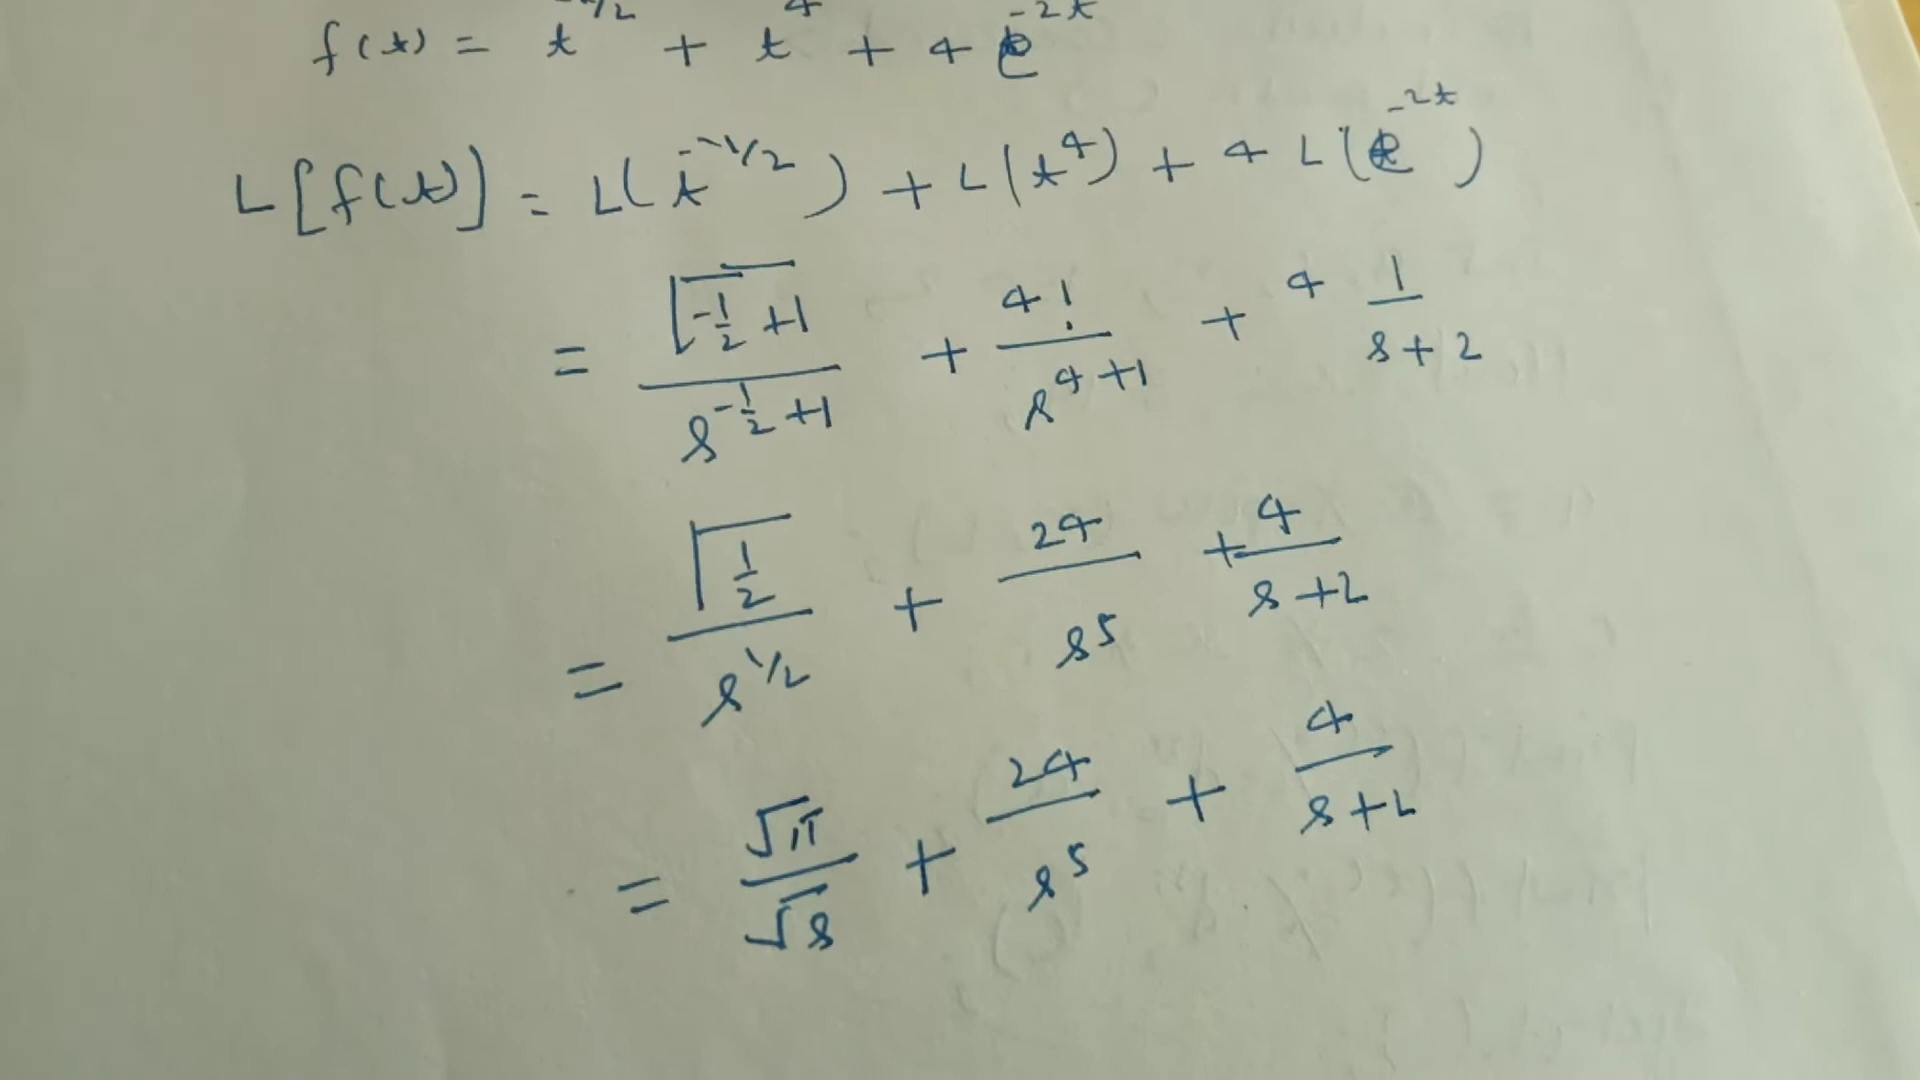 f(t) = t^-1/2 + t^4 + 4 e^-2t
L[f(t)] = L(t^-1/2) + L(t^4) + 4 L(e^-2t)
= Γ(-1/2 + 1) / s^(-1/2 + 1) + 4! / s^(4+1) + 4 1/(s+2)
= Γ(1/2) / s^1/2 + 24/s^5 + 4/(s+2)
= √π/√s + 24/s^5 + 4/(s+2)